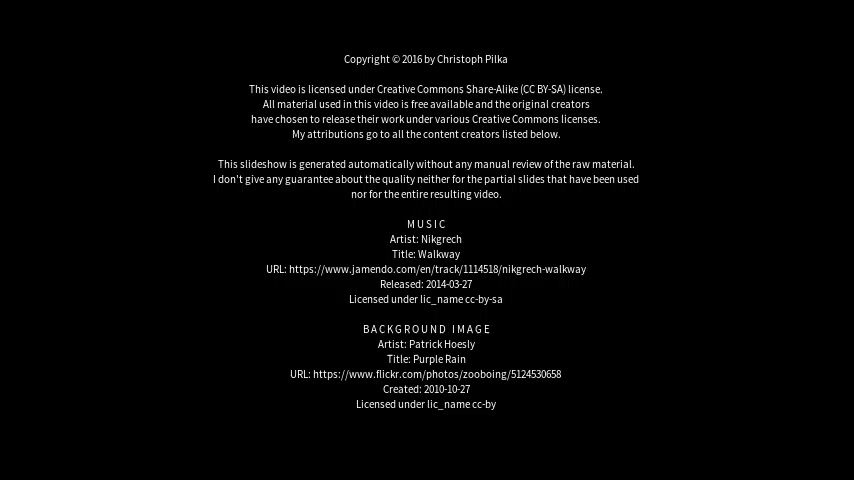 Copyright © 2016 by Christoph Pilka
This video is licensed under Creative Commons Share-Alike (CC BY-SA) license.
All material used in this video is free available and the original creators
have chosen to release their work under various Creative Commons licenses.
My attributions go to all the content creators listed below.
This slideshow is generated automatically without any manual review of the raw material.
I don't give any guarantee about the quality neither for the partial slides that have been used
nor for the entire resulting video.
MUSIC
Artist: Nikgrech
Title: Walkway
URL: https://www.jamendo.com/en/track/1114518/nikgrech-walkway
Released: 2014-03-27
Licensed under lic_name cc-by-sa
BACKGROUND IMAGE
Artist: Patrick Hoesly
Title: Purple Rain
URL: https://www.flickr.com/photos/zooboing/5124530658
Created: 2010-10-27
Licensed under lic_name cc-by